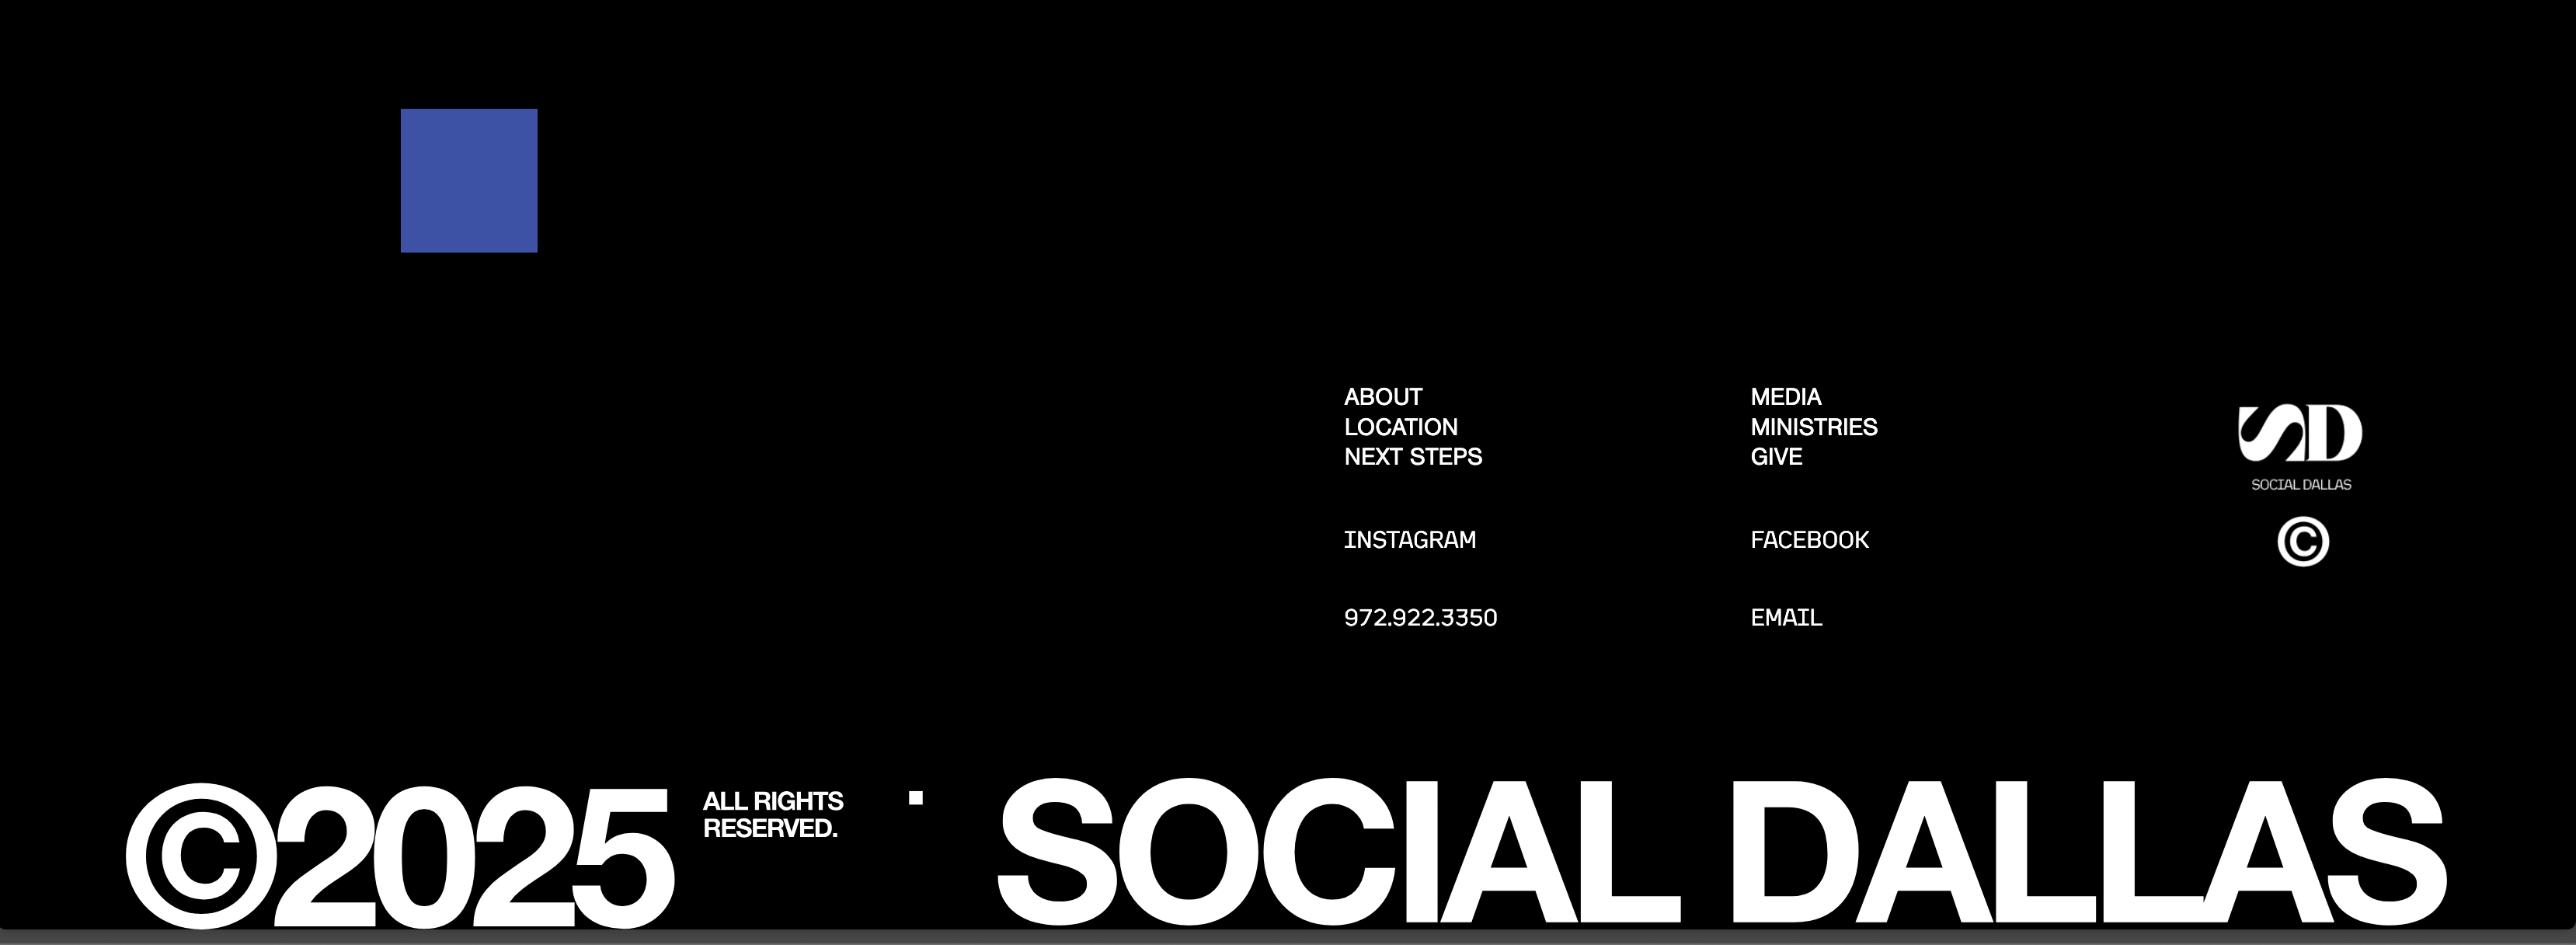 ABOUT
LOCATION
NEXT STEPS
MEDIA
MINISTRIES
GIVE
INSTAGRAM
FACEBOOK
972.922.3350
EMAIL
SD
SOCIAL DALLAS
©
©2025
ALL RIGHTS
RESERVED.
SOCIAL DALLAS